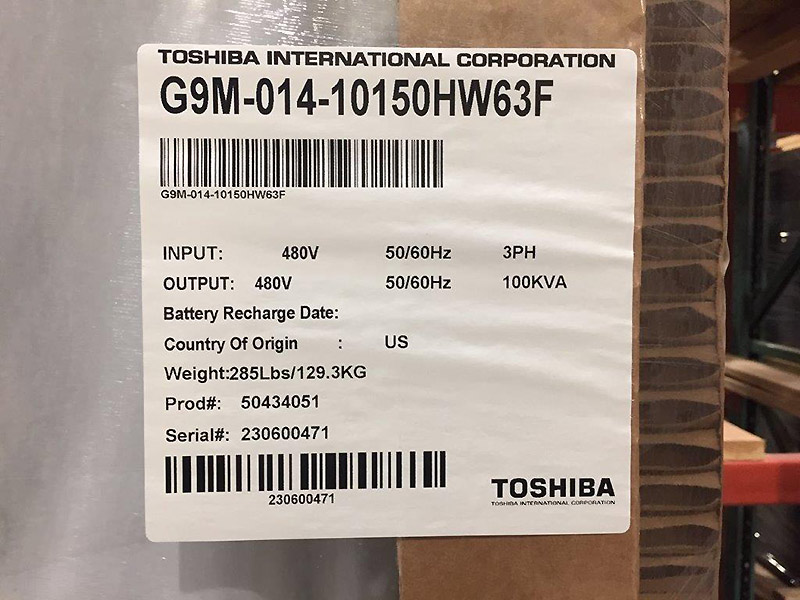 TOSHIBA INTERNATIONAL CORPORATION
G9M-014-10150HW63F
G9M-014-10150HW63F
INPUT: 480V 50/60Hz 3PH
OUTPUT: 480V 50/60Hz 100KVA
Battery Recharge Date:
Country Of Origin : US
Weight:285Lbs/129.3KG
Prod#: 50434051
Serial#: 230600471
230600471
TOSHIBA
TOSHIBA INTERNATIONAL CORPORATION